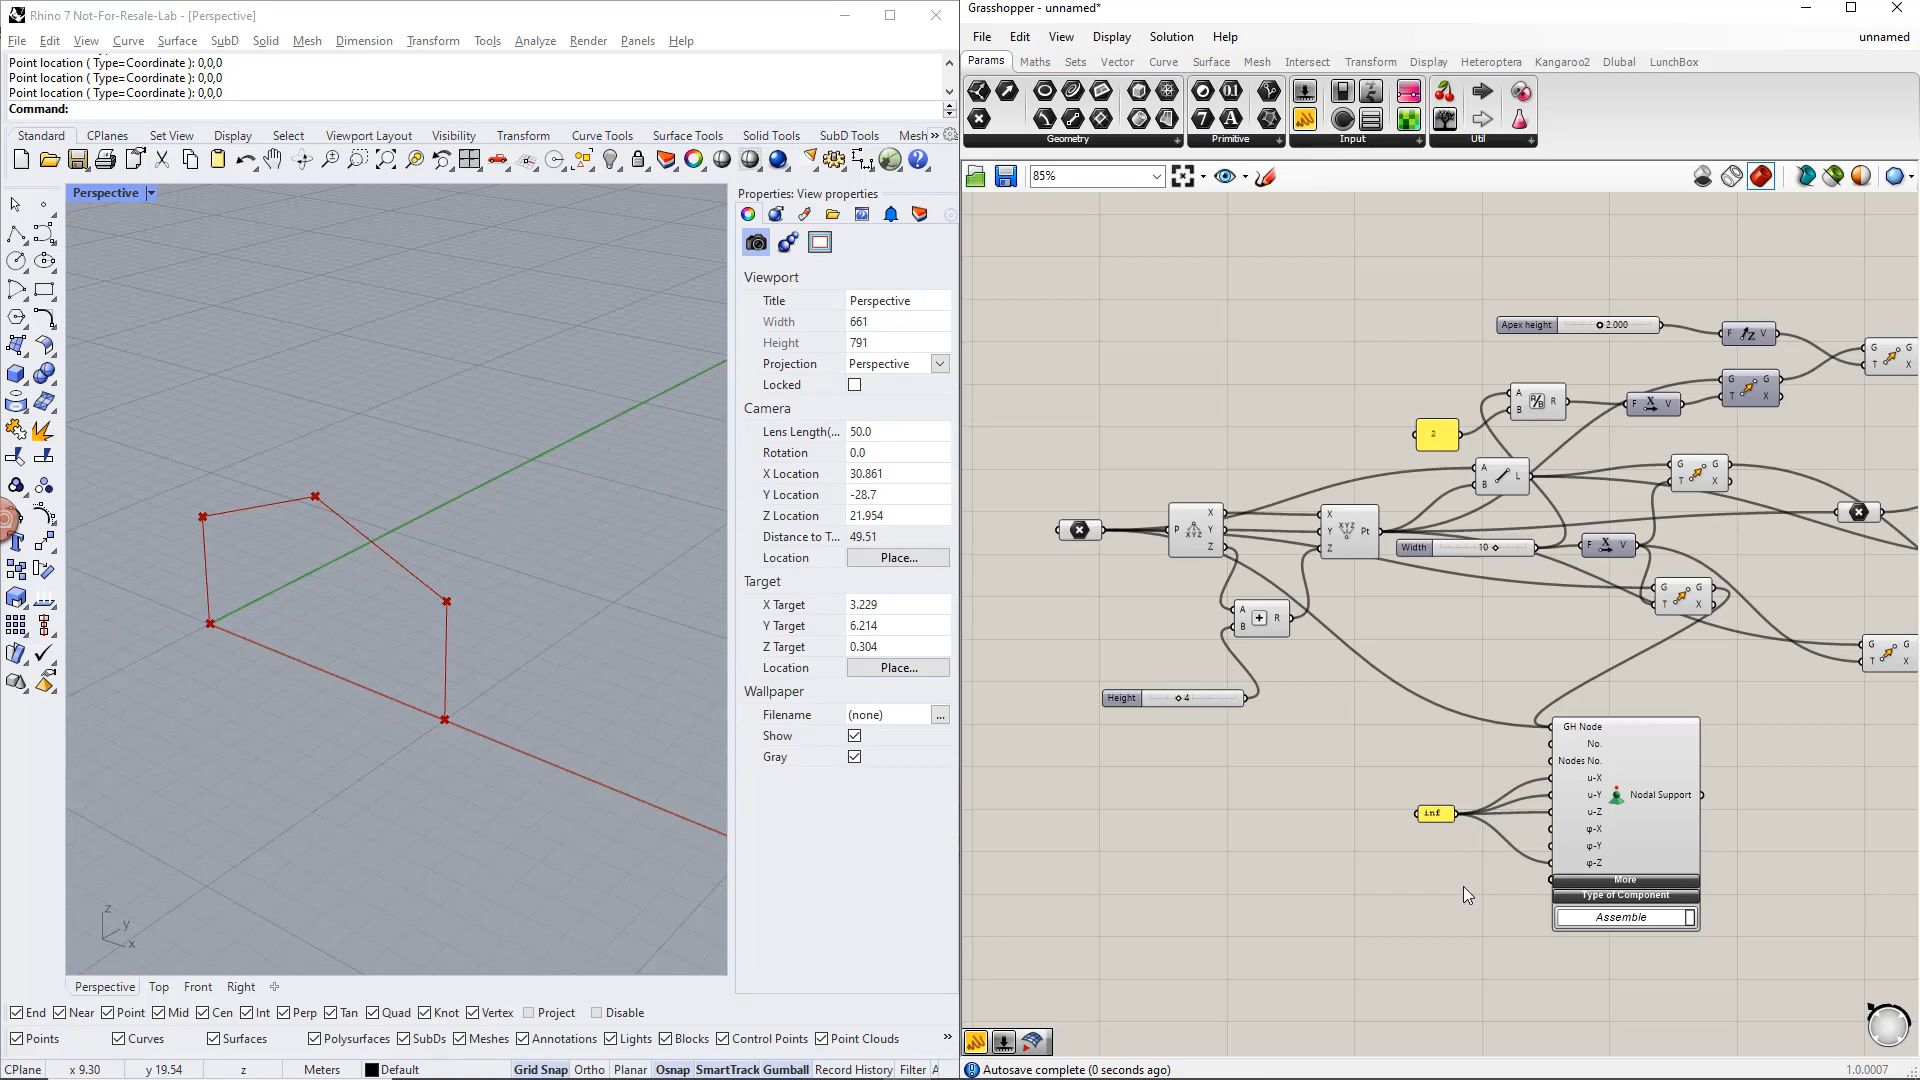 Rhino 7 Not-For-Resale-Lab - [Perspective]
File Edit View Curve Surface SubD Solid Mesh Dimension Transform Tools Analyze Render Panels Help
Point location ( Type=Coordinate ): 0,0,0
Point location ( Type=Coordinate ): 0,0,0
Point location ( Type=Coordinate ): 0,0,0
Command:
Standard CPlanes Set View Display Select Viewport Layout Visibility Transform Curve Tools Surface Tools Solid Tools SubD Tools Mesh »
Perspective
z
y
x
Perspective Top Front Right
Properties: View properties
Viewport
Title Perspective
Width 661
Height 791
Projection Perspective
Locked
Camera
Lens Length(... 50.0
Rotation 0.0
X Location 30.861
Y Location -28.7
Z Location 21.954
Distance to T... 49.51
Location Place...
Target
X Target 3.229
Y Target 6.214
Z Target 0.304
Location Place...
Wallpaper
Filename (none) ...
Show
Gray
End Near Point Mid Cen Int Perp Tan Quad Knot Vertex Project Disable
Points Curves Surfaces Polysurfaces SubDs Meshes Annotations Lights Blocks Control Points Point Clouds »
CPlane x 9.30 y 19.54 z Meters Default Grid Snap Ortho Planar Osnap SmartTrack Gumball Record History Filter A
Grasshopper - unnamed*
File Edit View Display Solution Help unnamed
Params Maths Sets Vector Curve Surface Mesh Intersect Transform Display Heteroptera Kangaroo2 Dlubal LunchBox
Geometry Primitive Input Util
85%
Apex height 2.000
F Z V
G G
T X
G G
T X
A A/B R
B
F X V
2
A L
B
G G
T X
P XYZ X
Y
Z
X XYZ Pt
Y
Z
Width 10
F X V
A + R
B
G G
T X
G G
T X
Height 4
GH Node
No.
Nodes No.
u-X
u-Y Nodal Support
u-Z
φ-X
φ-Y
φ-Z
inf
More
Type of Component
Assemble
Autosave complete (0 seconds ago) 1.0.0007